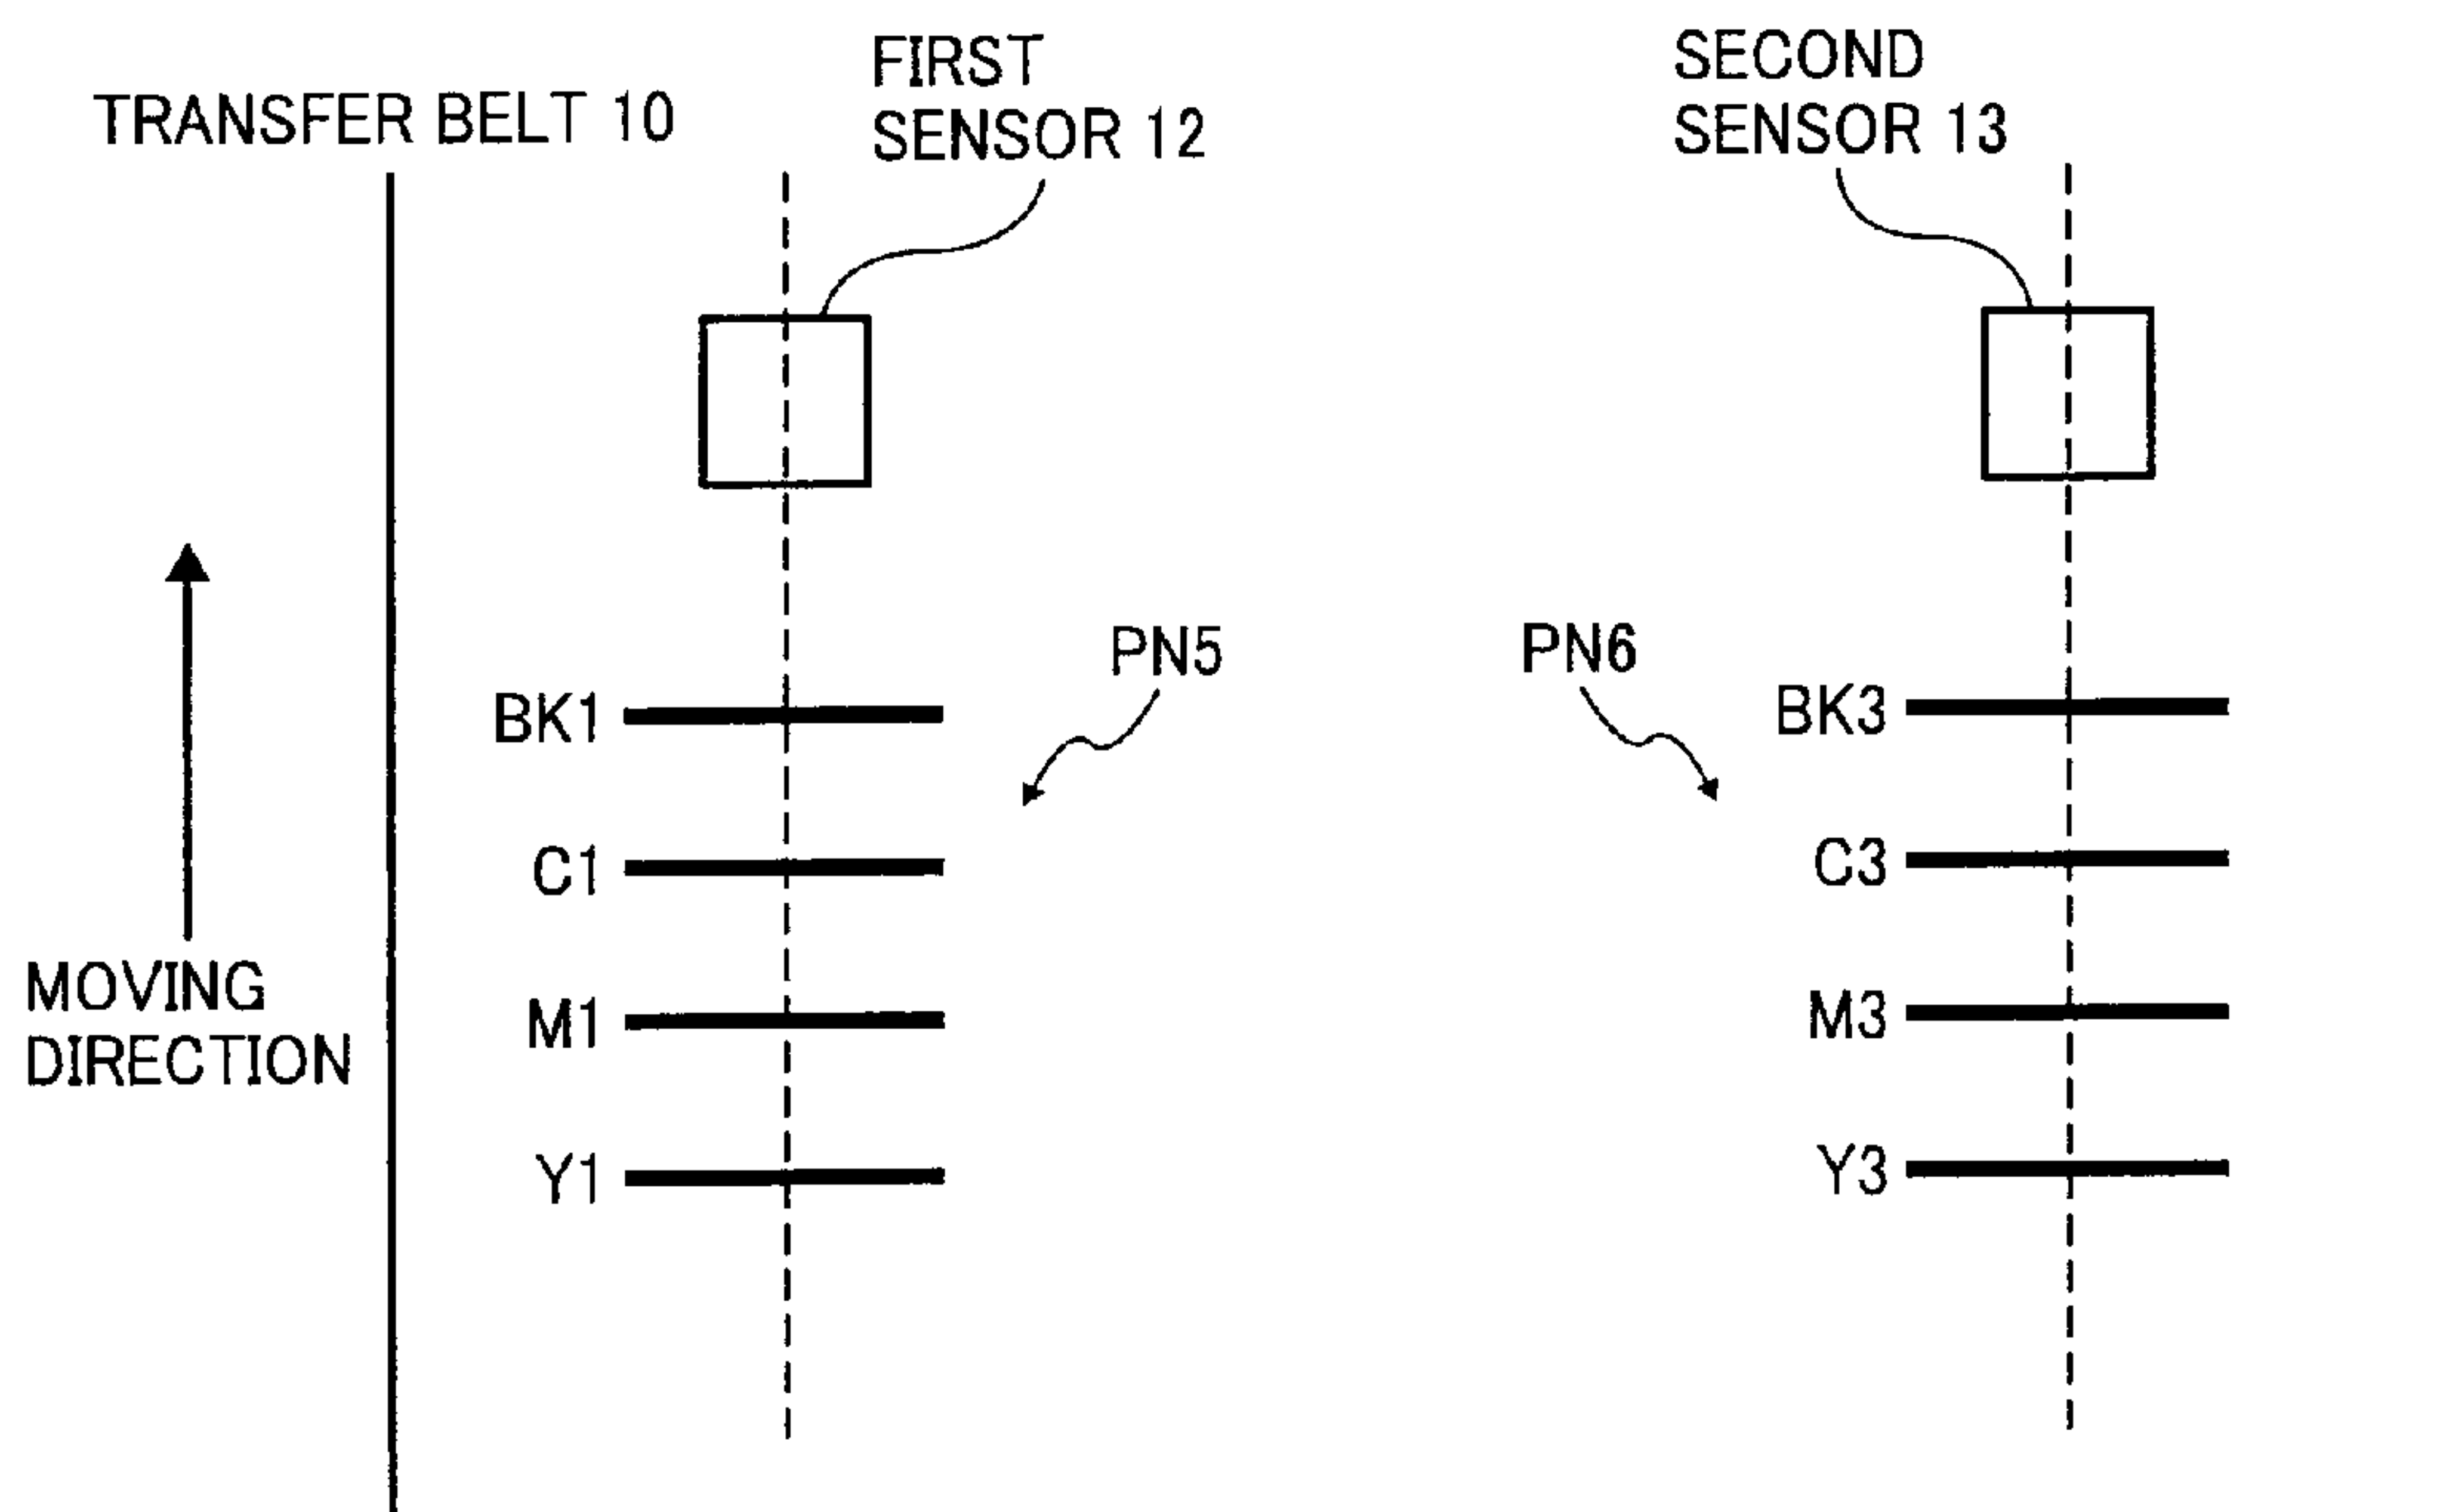 TRANSFER BELT 10
FIRST
SENSOR 12
SECOND
SENSOR 13
PN5
PN6
BK1
BK3
C1
C3
MOVING
DIRECTION
M1
M3
Y1
Y3